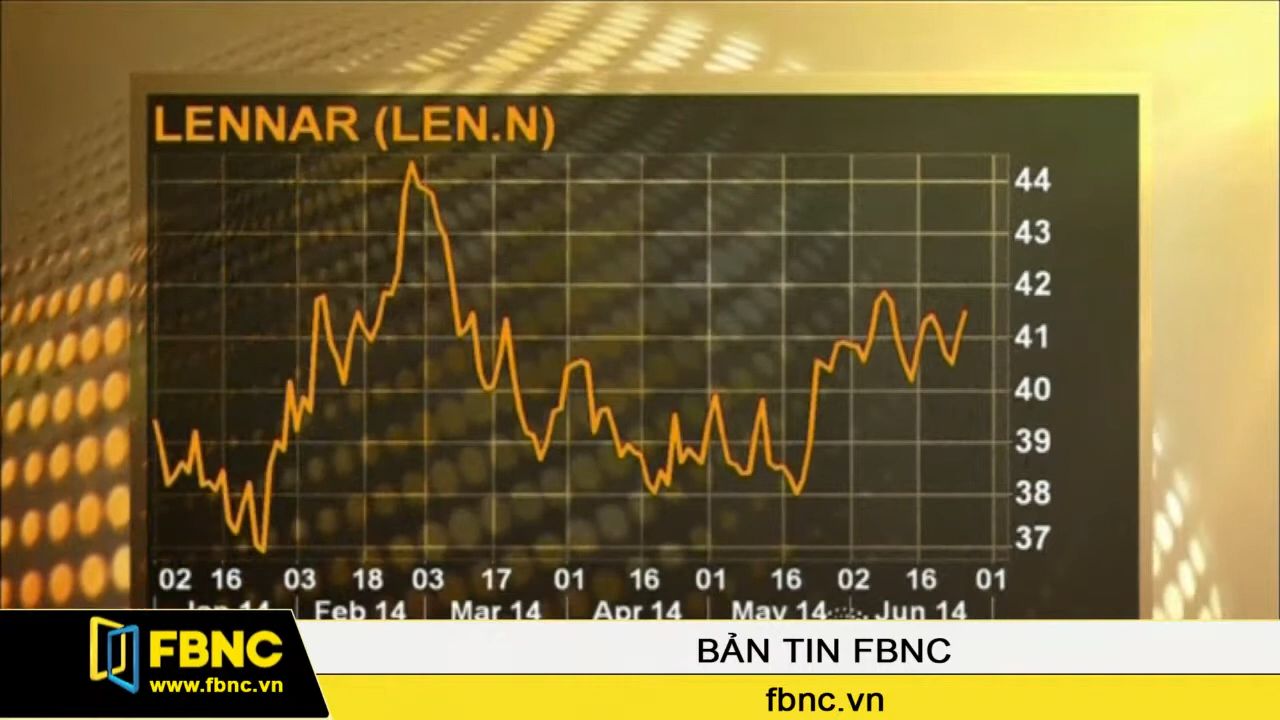 LENNAR (LEN.N)
44
43
42
41
40
39
38
37
02 16 03 18 03 17 01 16 01 16 02 16 01
Jan 14 Feb 14 Mar 14 Apr 14 May 14 Jun 14
FBNC
www.fbnc.vn
BẢN TIN FBNC
fbnc.vn